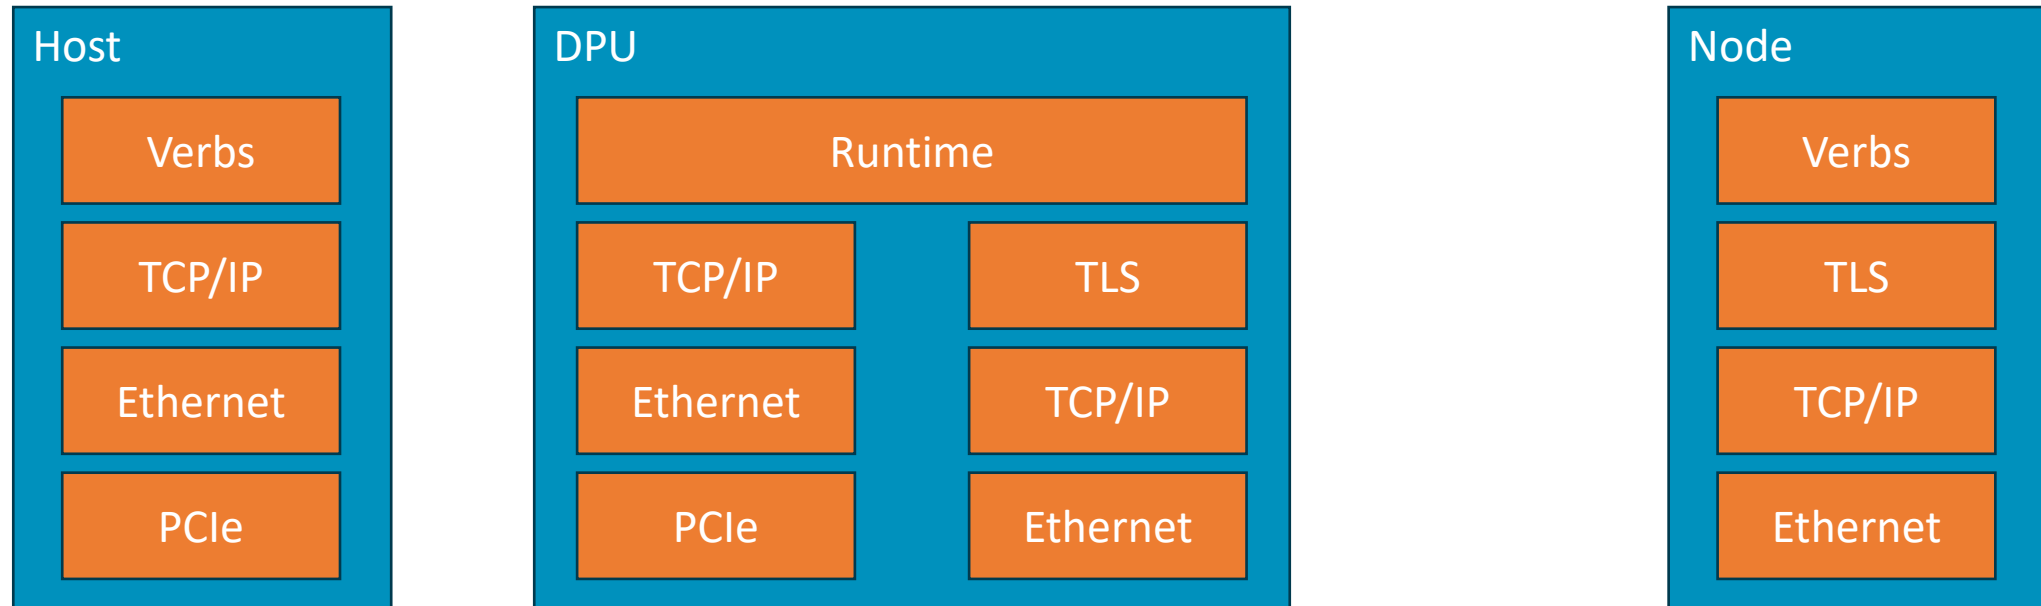 Host
Verbs
TCP/IP
Ethernet
PCIe
DPU
Runtime
TCP/IP
TLS
Ethernet
TCP/IP
PCIe
Ethernet
Node
Verbs
TLS
TCP/IP
Ethernet